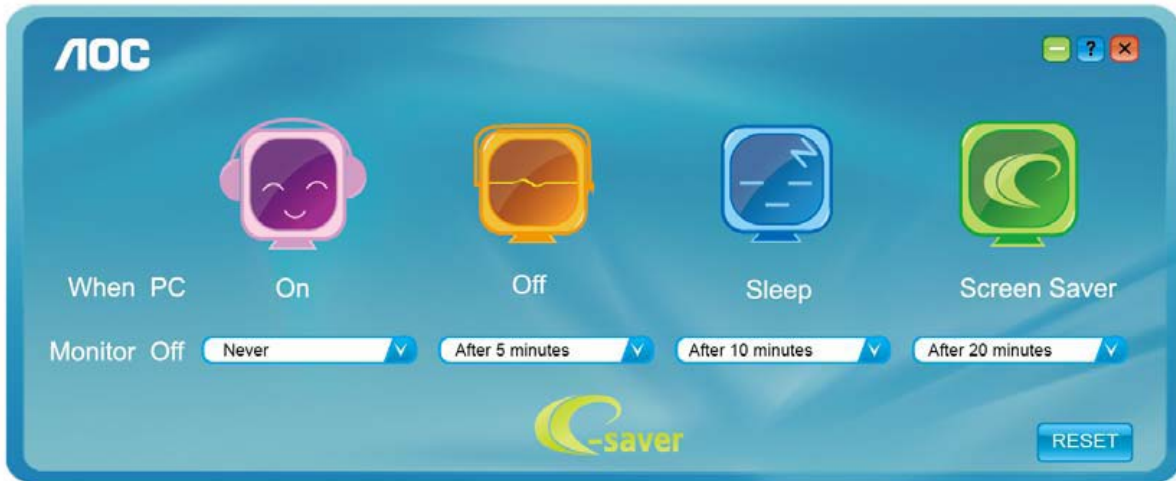 AOC
?
When PC On Off Sleep Screen Saver
Monitor Off Never After 5 minutes After 10 minutes After 20 minutes
e-saver
RESET